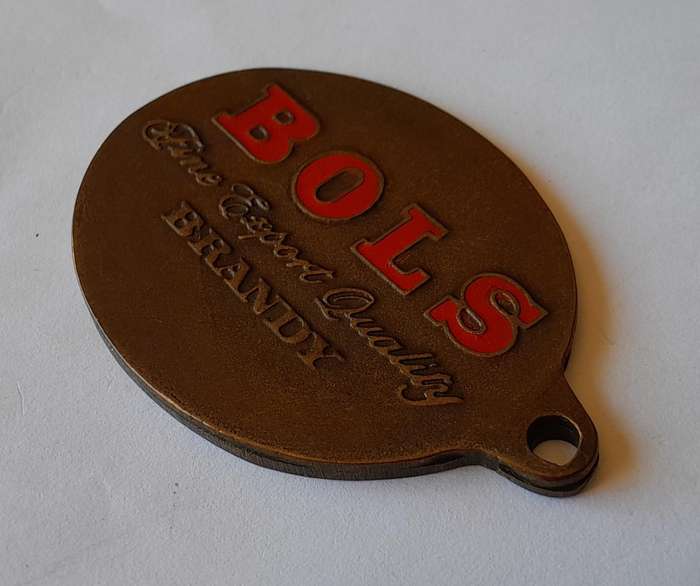 BOLS
Fine Export Quality
BRANDY